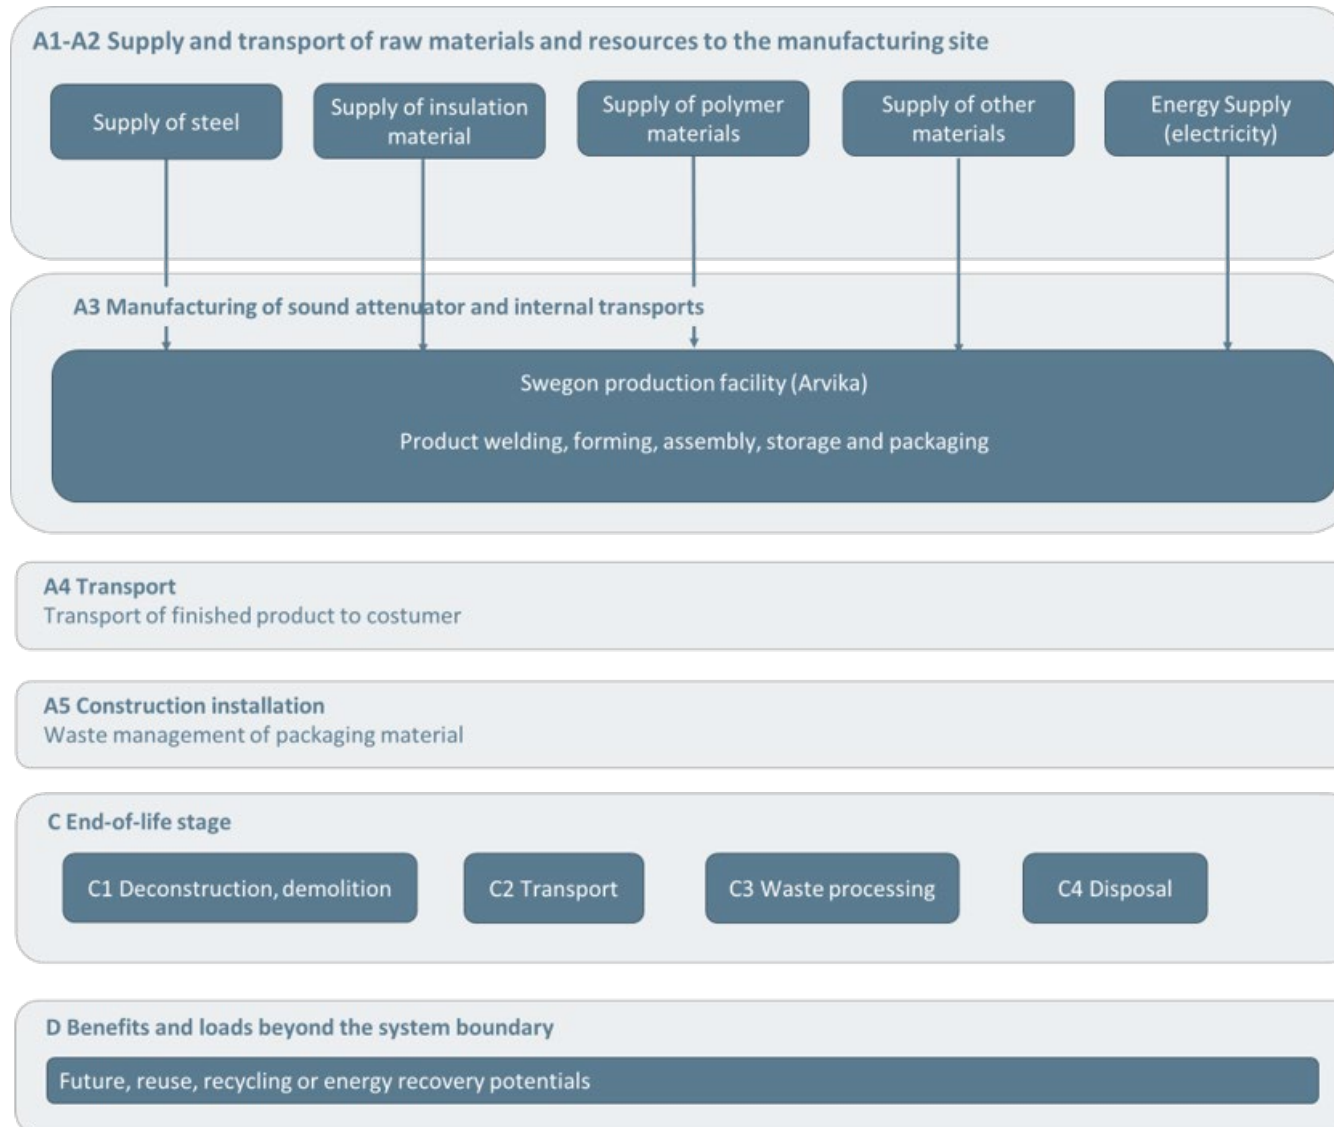 A1-A2 Supply and transport of raw materials and resources to the manufacturing site
Supply of steel
Supply of insulation
material
Supply of polymer
materials
Supply of other
materials
Energy Supply
(electricity)
A3 Manufacturing of sound attenuator and internal transports
Swegon production facility (Arvika)
Product welding, forming, assembly, storage and packaging
A4 Transport
Transport of finished product to costumer
A5 Construction installation
Waste management of packaging material
C End-of-life stage
C1 Deconstruction, demolition
C2 Transport
C3 Waste processing
C4 Disposal
D Benefits and loads beyond the system boundary
Future, reuse, recycling or energy recovery potentials